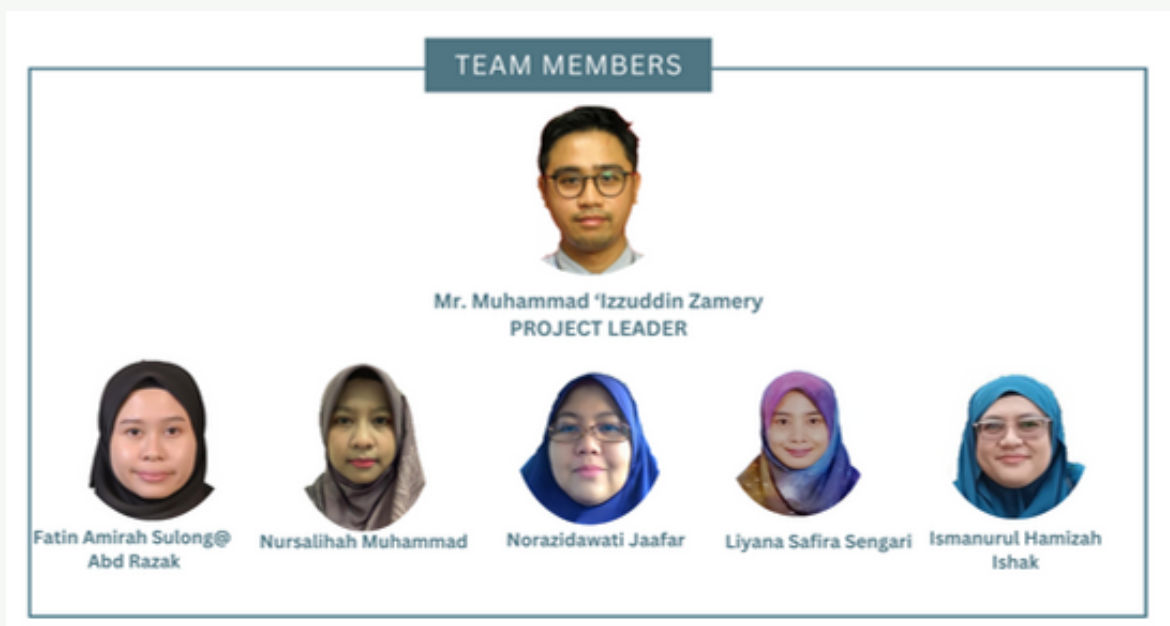 TEAM MEMBERS
Mr. Muhammad ‘Izzuddin Zamery
PROJECT LEADER
Fatin Amirah Sulong@
Abd Razak
Nursalihah Muhammad
Norazidawati Jaafar
Liyana Safira Sengari
Ismanurul Hamizah
Ishak